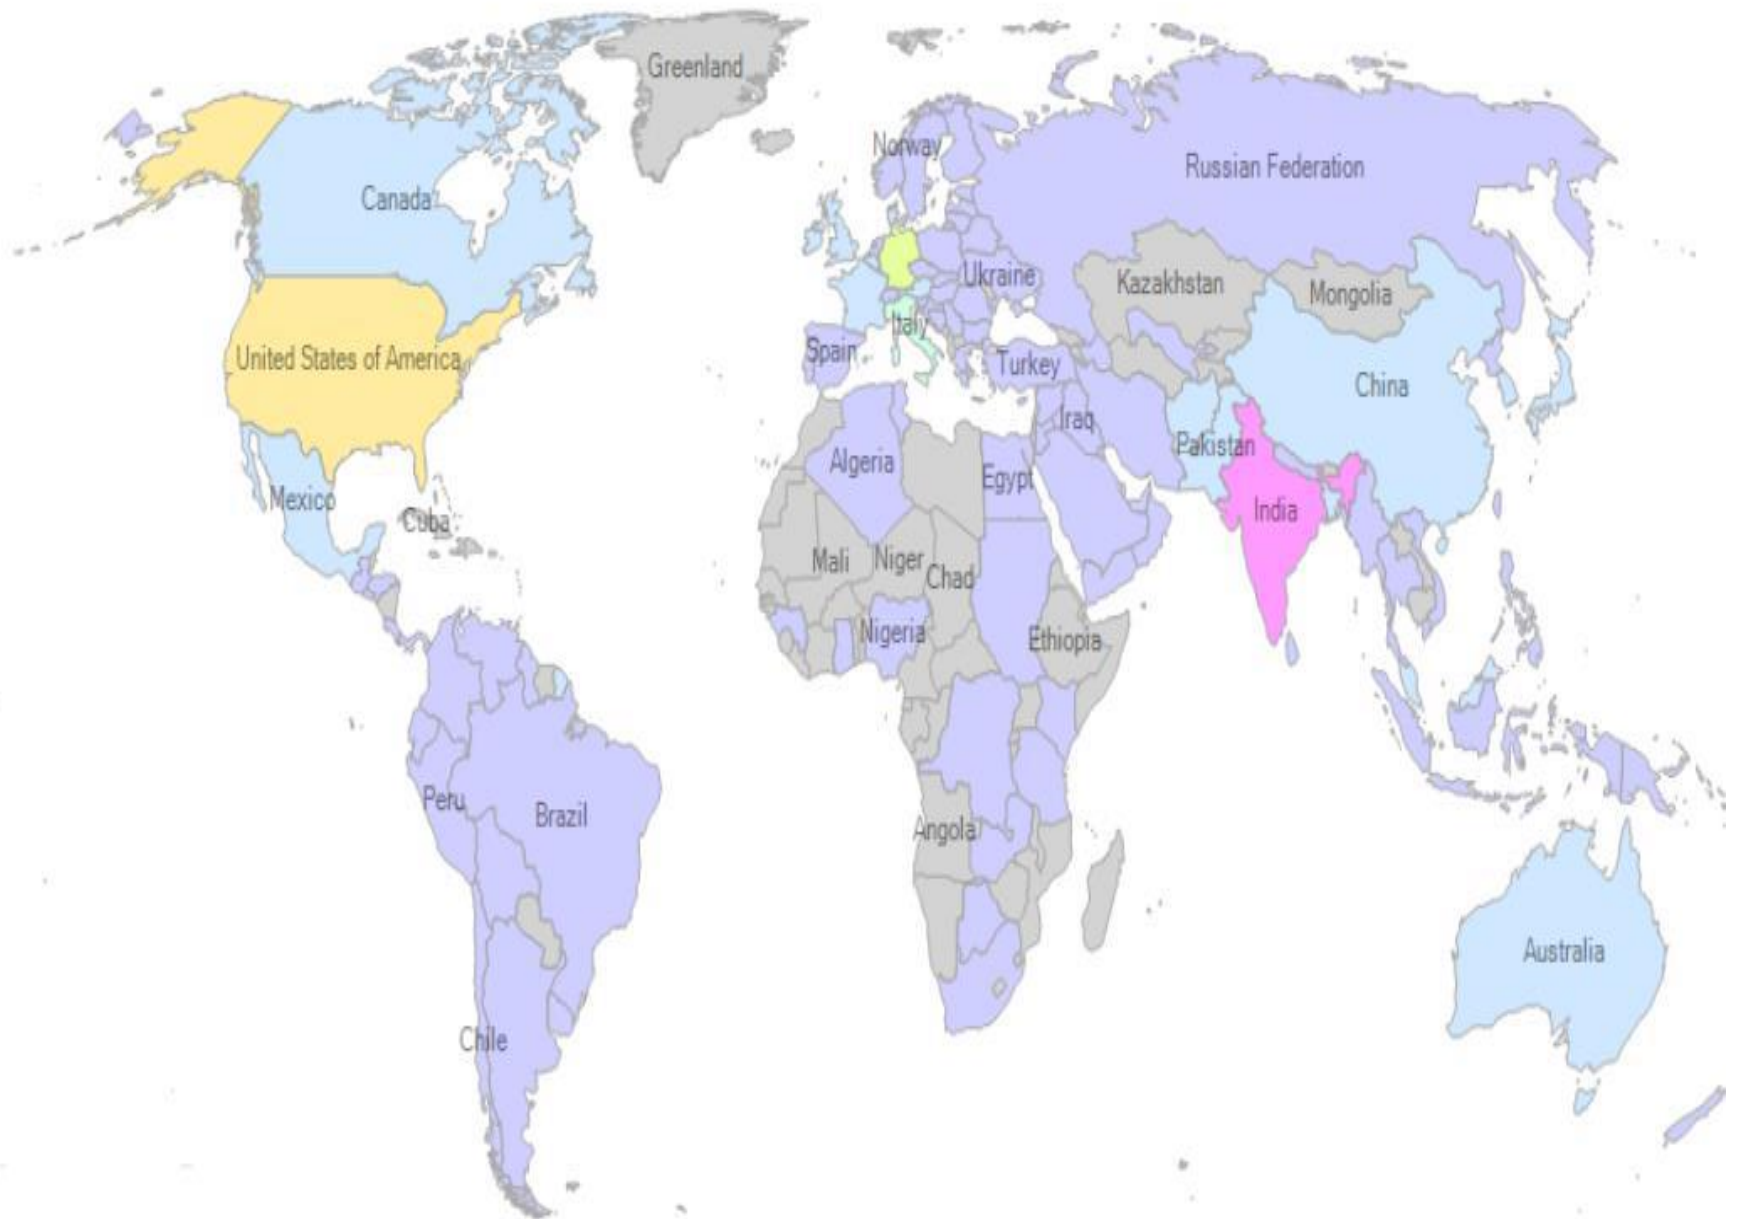 Greenland
Norway
Russian Federation
Canada
Ukraine
Kazakhstan
Mongolia
Italy
Spain
Turkey
United States of America
China
Iraq
Pakistan
Algeria
Egypt
Mexico
India
Cuba
Mali
Niger
Chad
Nigeria
Ethiopia
Peru
Brazil
Angola
Australia
Chile